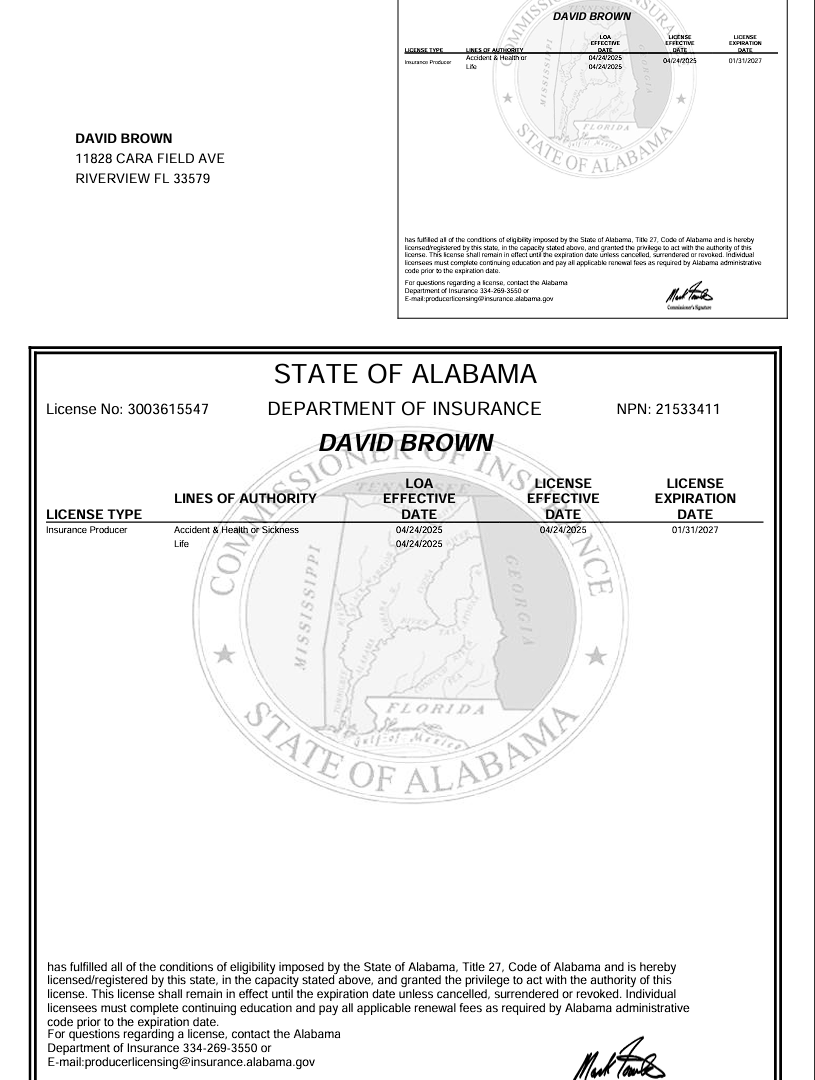 DAVID BROWN
LOA LICENSE LICENSE
EFFECTIVE EFFECTIVE EXPIRATION
LICENSE TYPE LINES OF AUTHORITY DATE DATE DATE
Insurance Producer Accident & Health or 04/24/2025 04/24/2025 01/31/2027
Life 04/24/2025
MISSISSIPPI
GEORGIA
FLORIDA
Gulf of Mexico
STATE OF ALABAMA
DAVID BROWN
11828 CARA FIELD AVE
RIVERVIEW FL 33579
has fulfilled all of the conditions of eligibility imposed by the State of Alabama, Title 27, Code of Alabama and is hereby
licensed/registered by this state, in the capacity stated above, and granted the privilege to act with the authority of this
license. This license shall remain in effect until the expiration date unless cancelled, surrendered or revoked. Individual
licensees must complete continuing education and pay all applicable renewal fees as required by Alabama administrative
code prior to the expiration date.
For questions regarding a license, contact the Alabama
Department of Insurance 334-269-3550 or
E-mail:producerlicensing@insurance.alabama.gov
Commissioner's Signature
STATE OF ALABAMA
License No: 3003615547 DEPARTMENT OF INSURANCE NPN: 21533411
DAVID BROWN
LOA LICENSE LICENSE
LINES OF AUTHORITY EFFECTIVE EFFECTIVE EXPIRATION
LICENSE TYPE DATE DATE DATE
Insurance Producer Accident & Health or Sickness 04/24/2025 04/24/2025 01/31/2027
Life 04/24/2025
COMMISSIONER OF INSURANCE
TENNESSEE
MISSISSIPPI
GEORGIA
FLORIDA
Gulf of Mexico
STATE OF ALABAMA
has fulfilled all of the conditions of eligibility imposed by the State of Alabama, Title 27, Code of Alabama and is hereby
licensed/registered by this state, in the capacity stated above, and granted the privilege to act with the authority of this
license. This license shall remain in effect until the expiration date unless cancelled, surrendered or revoked. Individual
licensees must complete continuing education and pay all applicable renewal fees as required by Alabama administrative
code prior to the expiration date.
For questions regarding a license, contact the Alabama
Department of Insurance 334-269-3550 or
E-mail:producerlicensing@insurance.alabama.gov